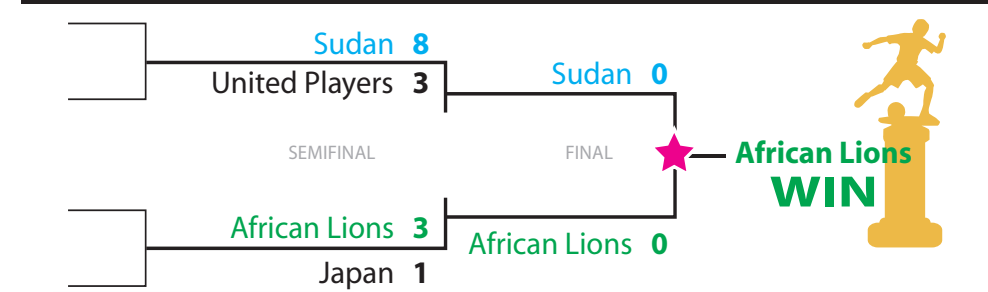 Sudan 8
United Players 3
Sudan 0
SEMIFINAL
FINAL
African Lions
WIN
African Lions 3
Japan 1
African Lions 0